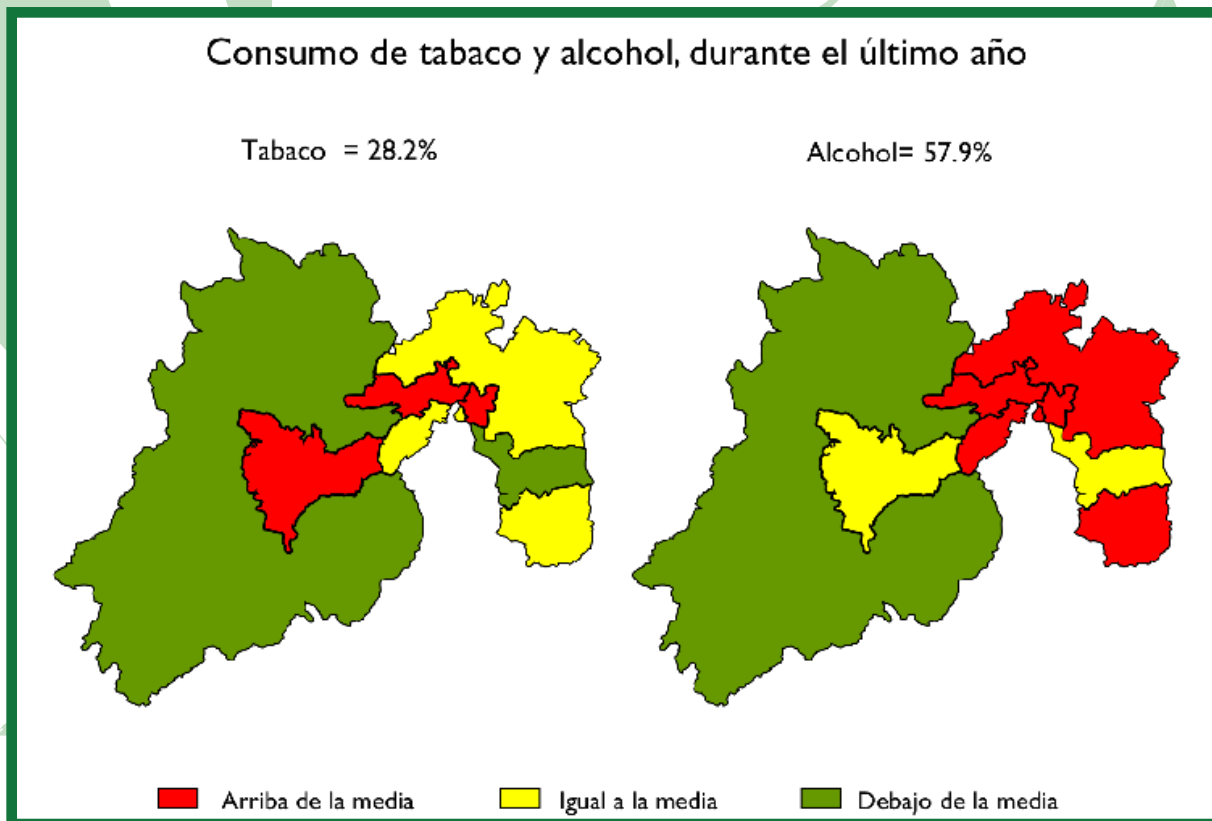 Consumo de tabaco y alcohol, durante el último año
Tabaco = 28.2%
Alcohol= 57.9%
Arriba de la media
Igual a la media
Debajo de la media